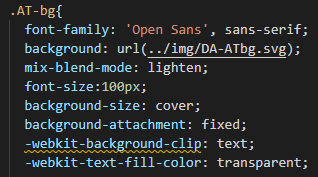 .AT-bg{
font-family: 'Open Sans', sans-serif;
background: url(../img/DA-ATbg.svg);
mix-blend-mode: lighten;
font-size:100px;
background-size: cover;
background-attachment: fixed;
-webkit-background-clip: text;
-webkit-text-fill-color: transparent;